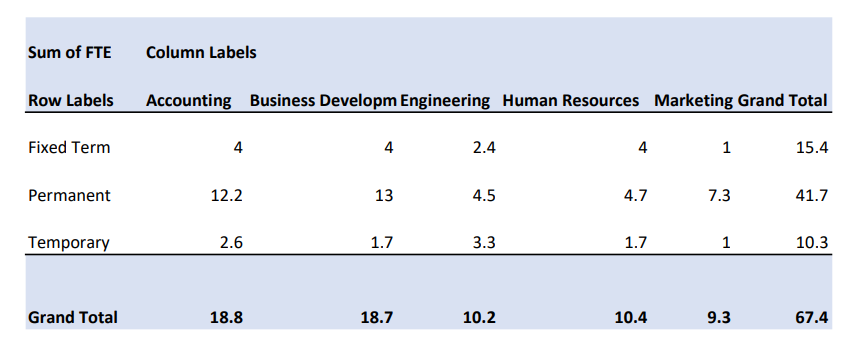 Sum of FTE Column Labels
Row Labels Accounting Business Developm Engineering Human Resources Marketing Grand Total
Fixed Term 4 4 2.4 4 1 15.4
Permanent 12.2 13 4.5 4.7 7.3 41.7
Temporary 2.6 1.7 3.3 1.7 1 10.3
Grand Total 18.8 18.7 10.2 10.4 9.3 67.4